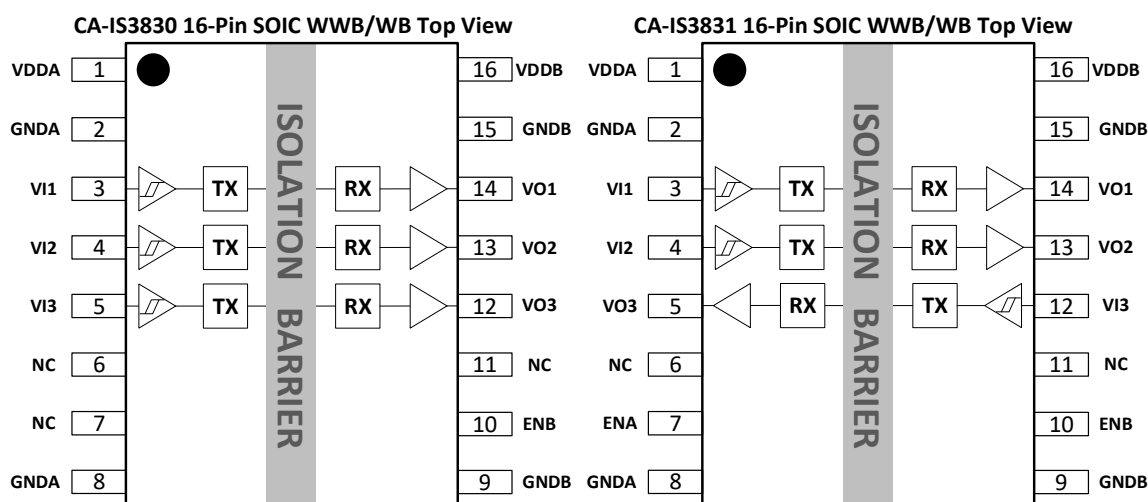 CA-IS3830 16-Pin SOIC WWB/WB Top View
VDDA 1 16 VDDB
GNDA 2 15 GNDB
VI1 3 TX RX 14 VO1
VI2 4 TX RX 13 VO2
VI3 5 TX RX 12 VO3
NC 6 11 NC
NC 7 10 ENB
GNDA 8 9 GNDB
ISOLATION BARRIER
CA-IS3831 16-Pin SOIC WWB/WB Top View
VDDA 1 16 VDDB
GNDA 2 15 GNDB
VI1 3 TX RX 14 VO1
VI2 4 TX RX 13 VO2
VO3 5 RX TX 12 VI3
NC 6 11 NC
ENA 7 10 ENB
GNDA 8 9 GNDB
ISOLATION BARRIER